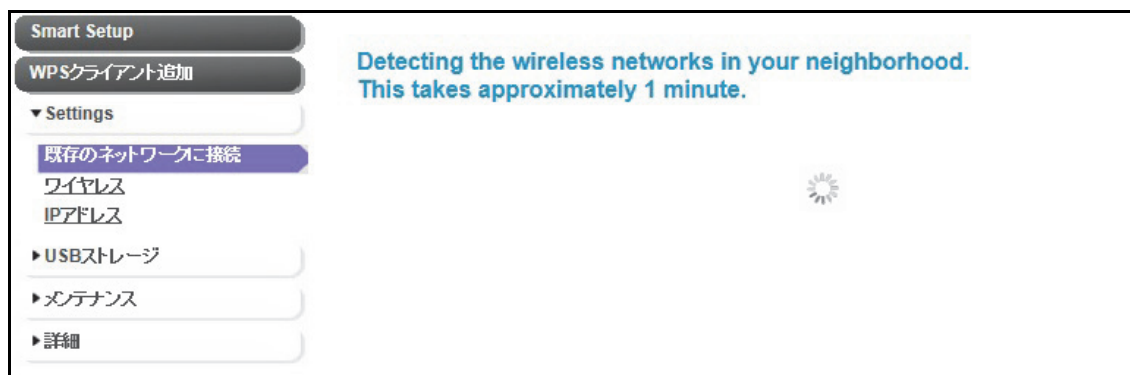 Smart Setup
WPSクライアント追加
▼Settings
既存のネットワークに接続
ワイヤレス
IPアドレス
▶USBストレージ
▶メンテナンス
▶詳細
Detecting the wireless networks in your neighborhood.
This takes approximately 1 minute.